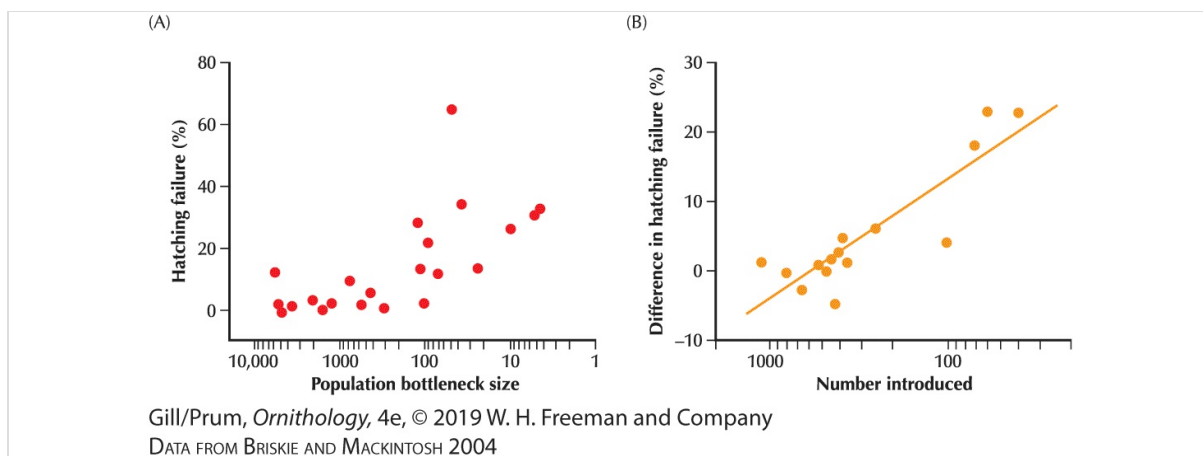 (A)
Hatching failure (%)
80
60
40
20
0
10,000 1000 100 10 1
Population bottleneck size
(B)
Difference in hatching failure (%)
30
20
10
0
–10
1000 100
Number introduced
Gill/Prum, Ornithology, 4e, © 2019 W. H. Freeman and Company
DATA FROM BRISKIE AND MACKINTOSH 2004